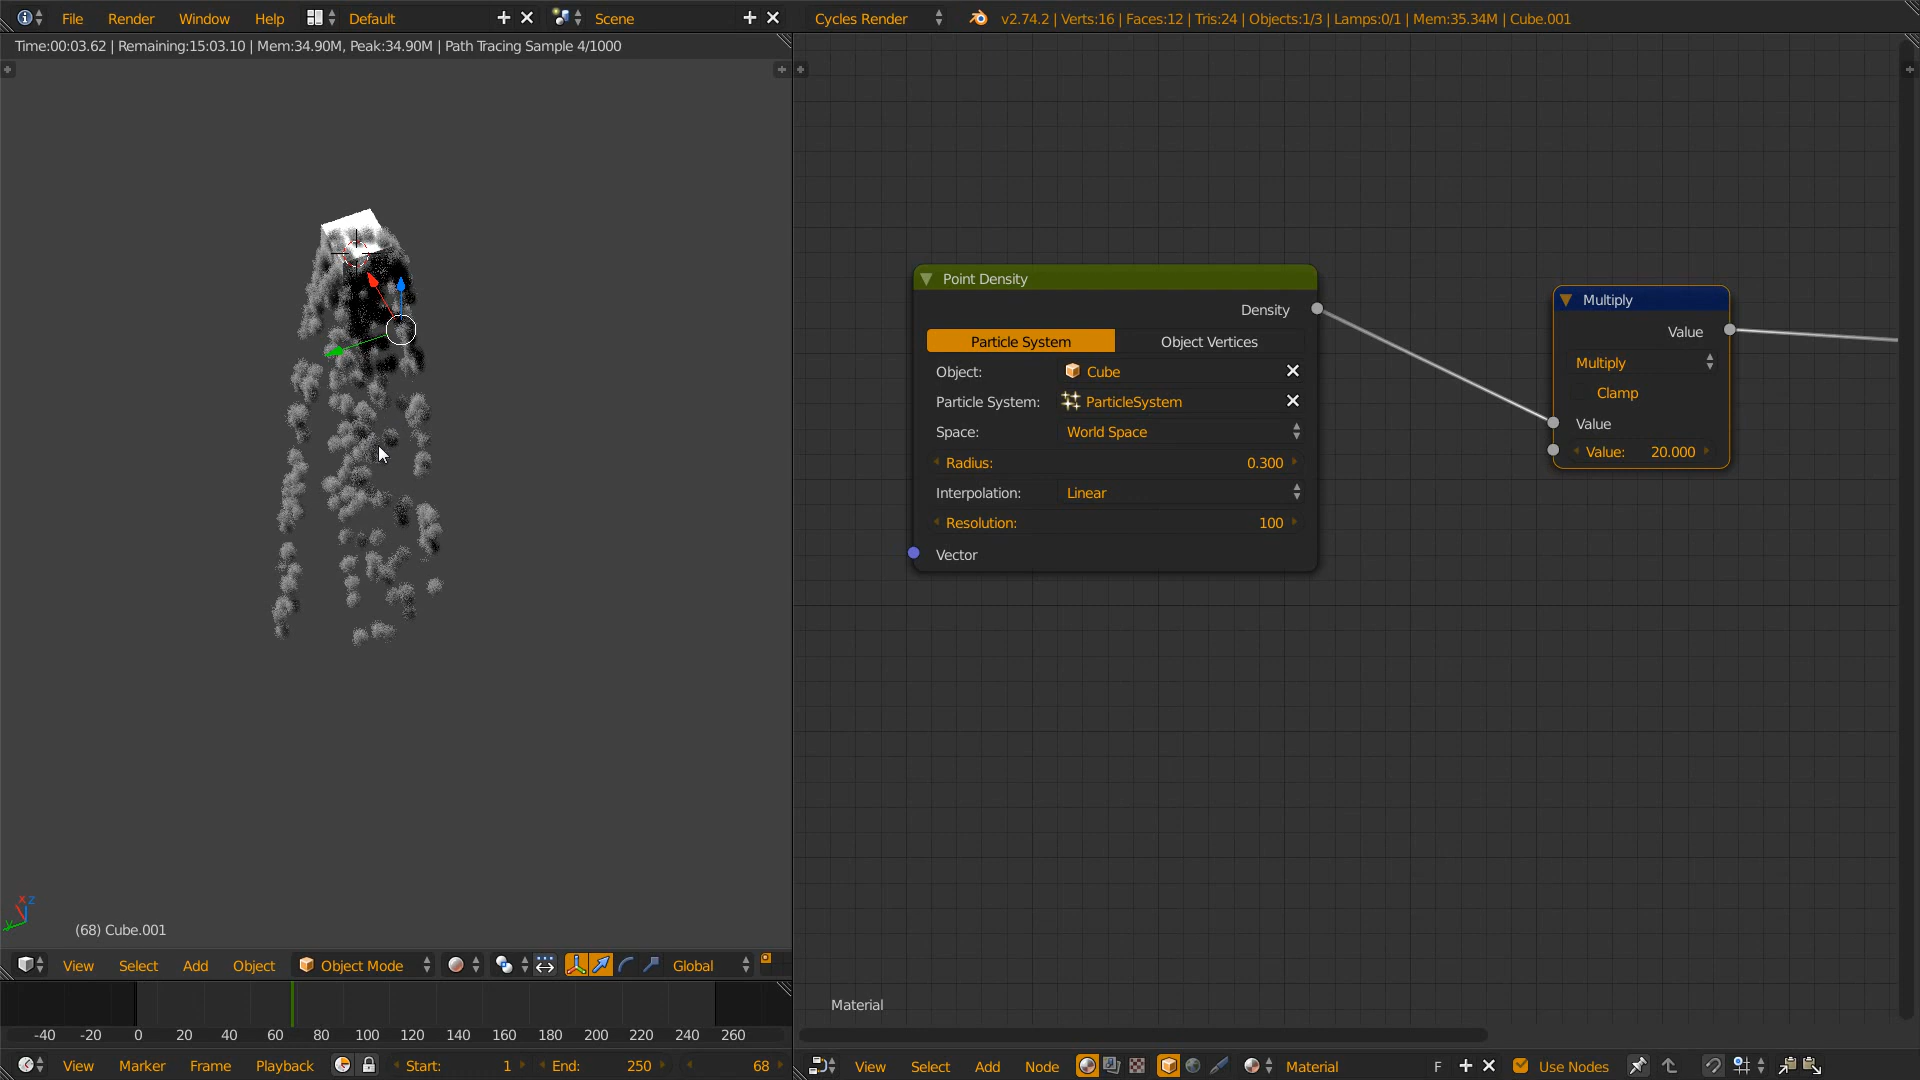 File Render Window Help Default Scene Cycles Render v2.74.2 | Verts:16 | Faces:12 | Tris:24 | Objects:1/3 | Lamps:0/1 | Mem:35.34M | Cube.001
Time:00:03.62 | Remaining:15:03.10 | Mem:34.90M, Peak:34.90M | Path Tracing Sample 4/1000
Point Density
Density
Particle System Object Vertices
Object: Cube
Particle System: ParticleSystem
Space: World Space
Radius: 0.300
Interpolation: Linear
Resolution: 100
Vector
Multiply
Value
Multiply
Clamp
Value
Value: 20.000
x z
y
(68) Cube.001
View Select Add Object Object Mode Global
-40 -20 0 20 40 60 80 100 120 140 160 180 200 220 240 260
View Marker Frame Playback Start: 1 End: 250 68
Material
View Select Add Node Material F Use Nodes